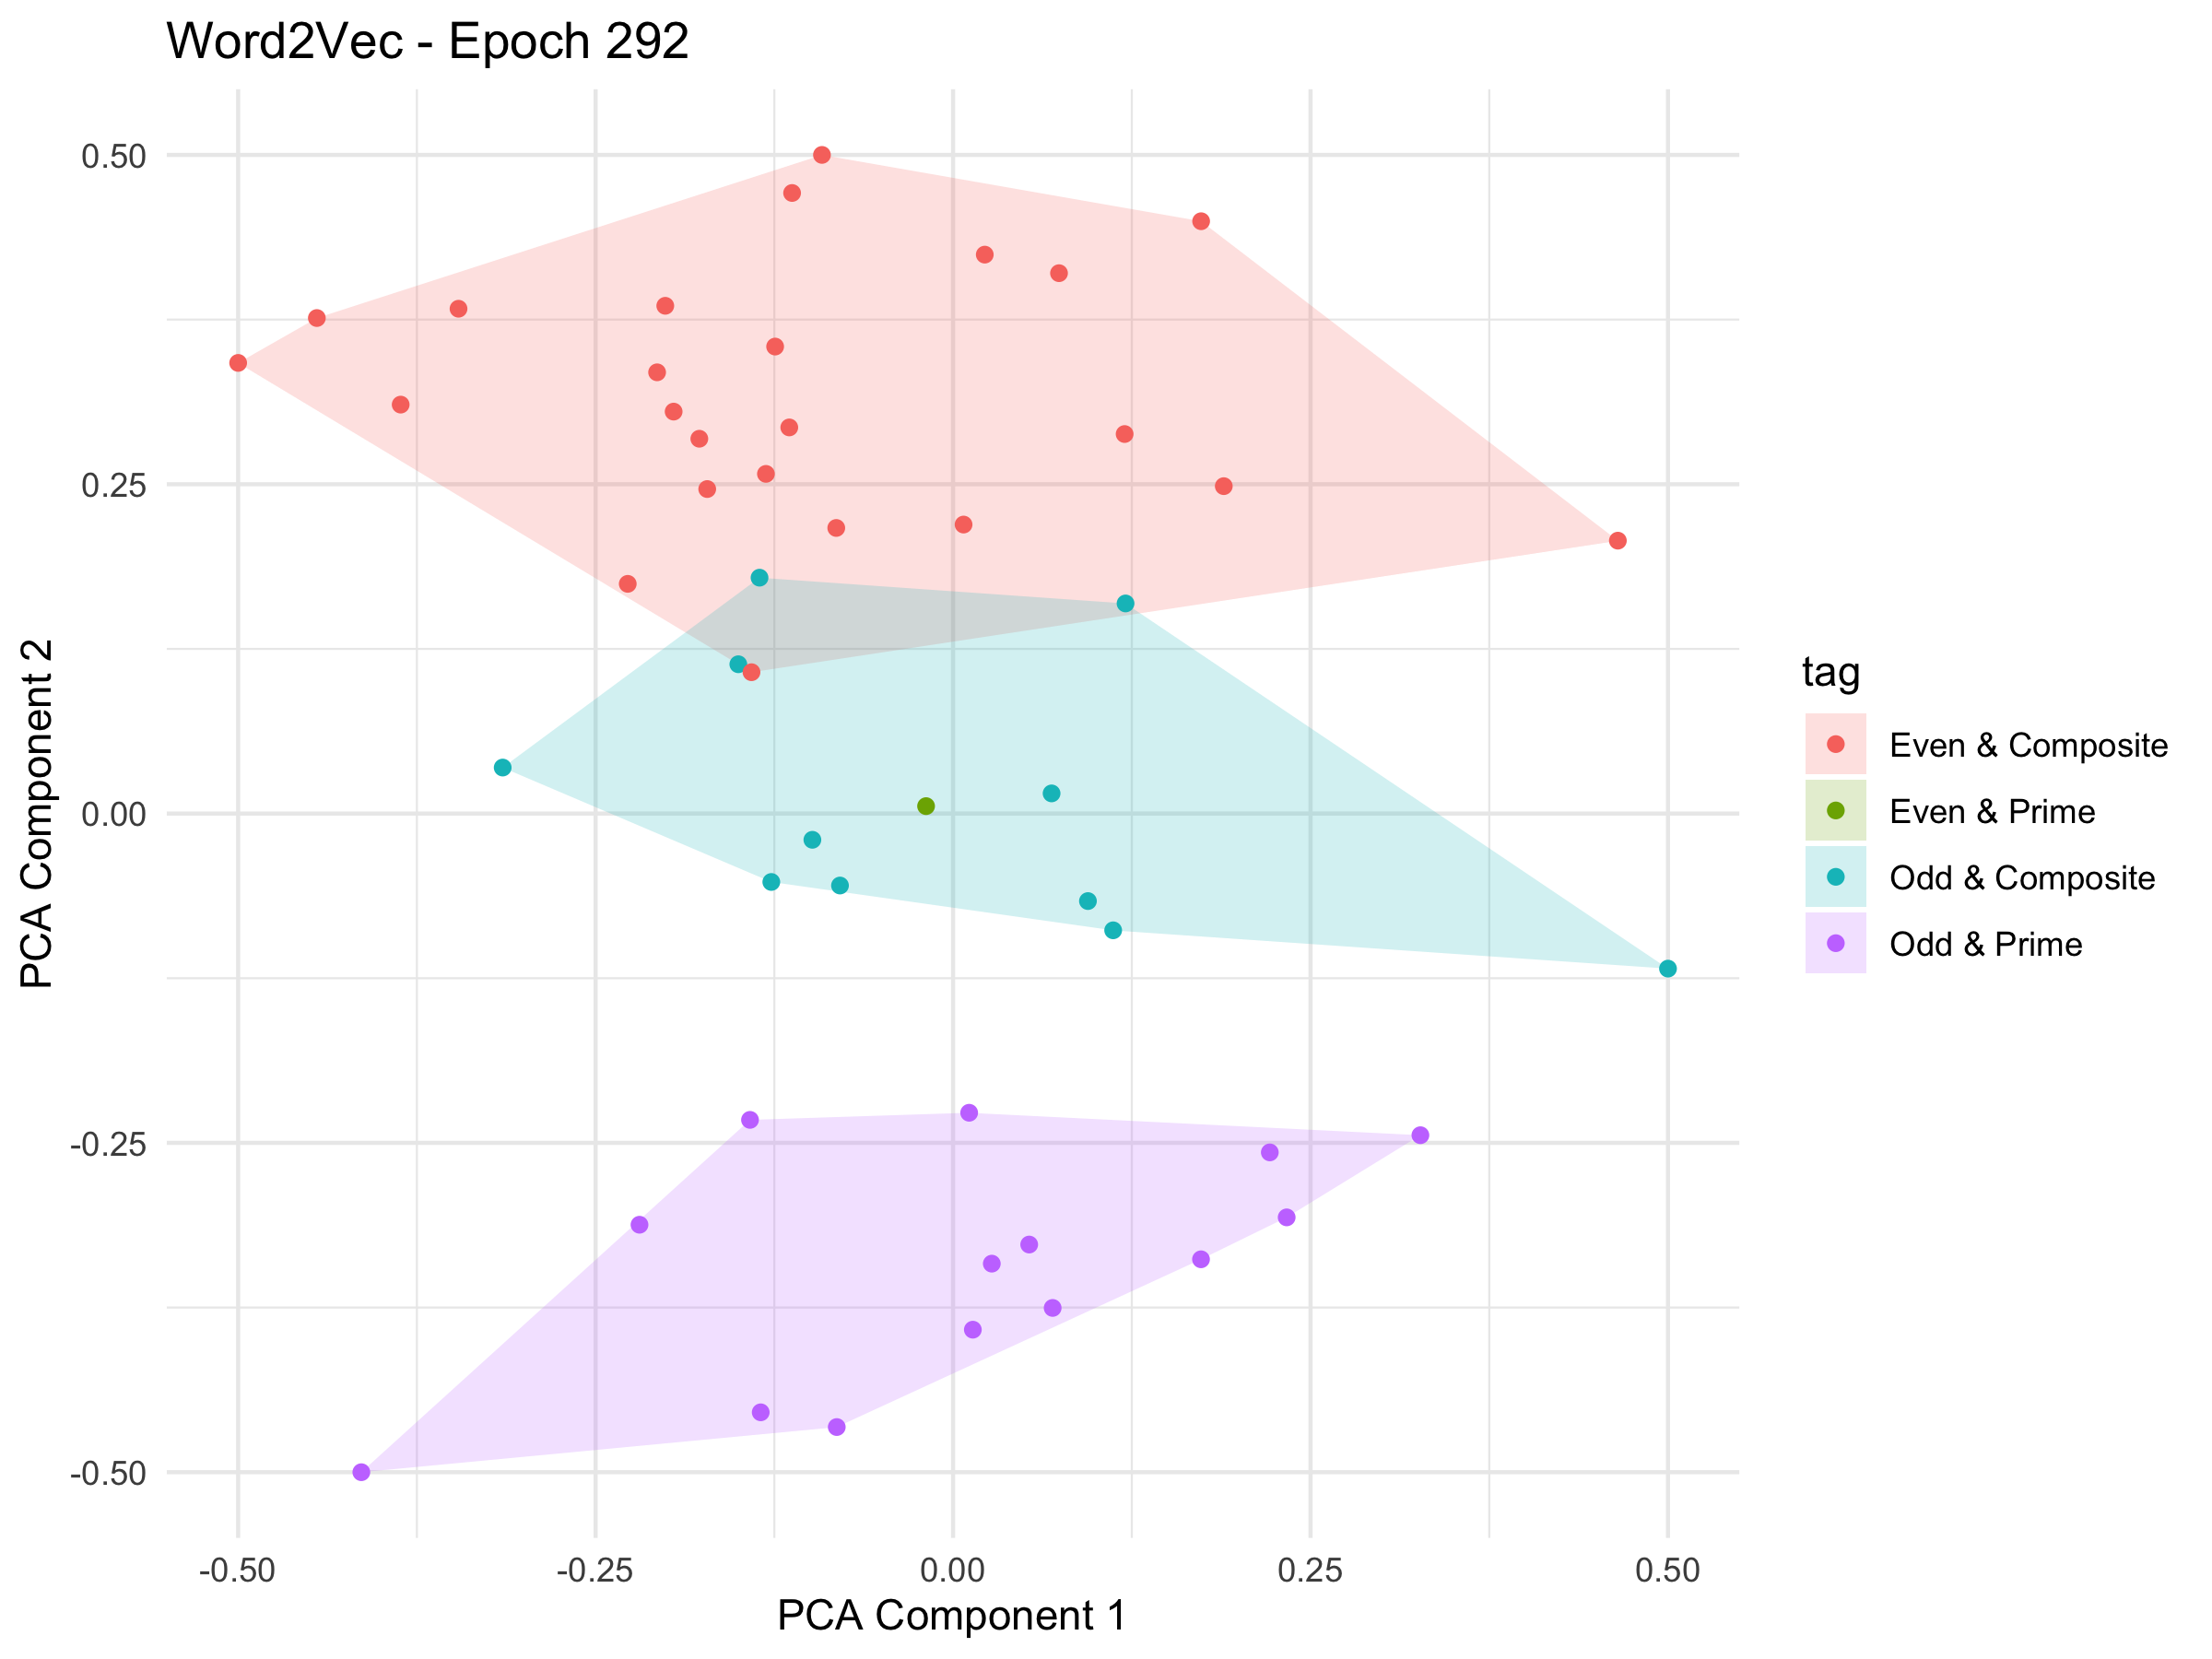 Word2Vec - Epoch 292
PCA Component 2
0.50
0.25
0.00
-0.25
-0.50
-0.50
-0.25
0.00
0.25
0.50
PCA Component 1
tag
Even & Composite
Even & Prime
Odd & Composite
Odd & Prime